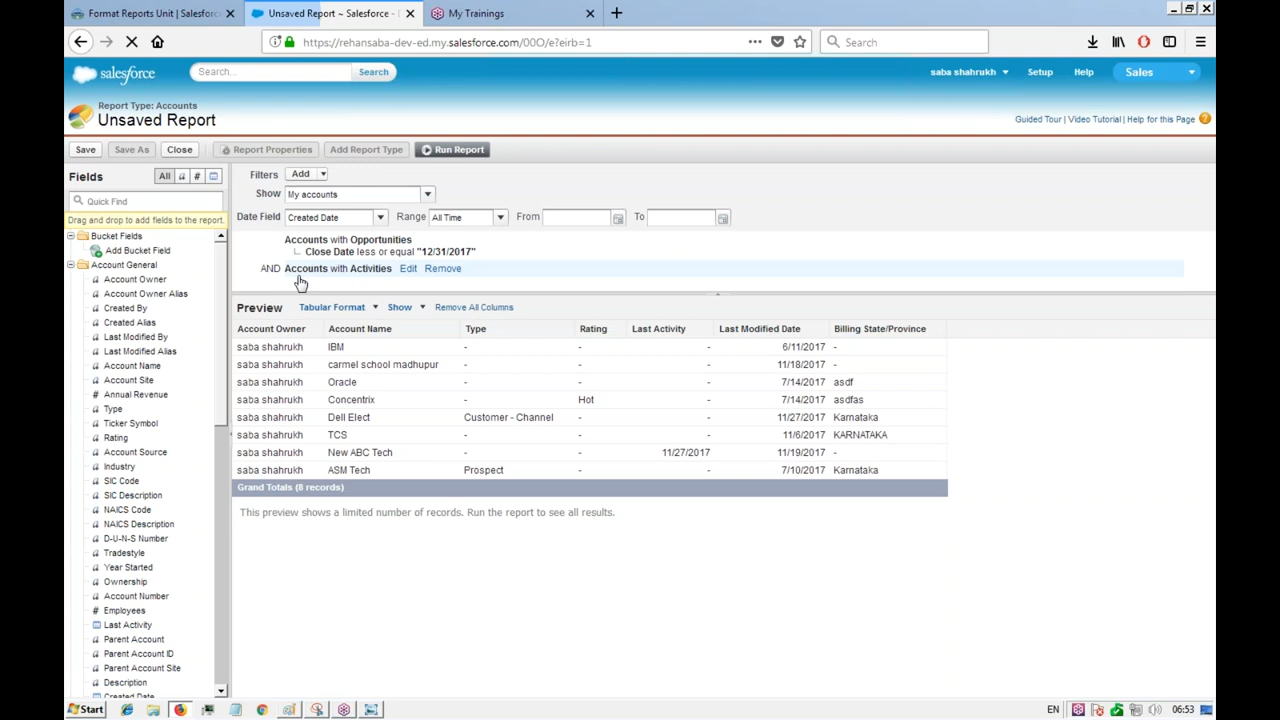 Format Reports Unit | Salesforc
Unsaved Report ~ Salesforce - D
My Trainings
https://rehansaba-dev-ed.my.salesforce.com/00O/e?eirb=1
Search
salesforce
Search...
Search
saba shahrukh
Setup
Help
Sales
Report Type: Accounts
Unsaved Report
Guided Tour | Video Tutorial | Help for this Page
Save
Save As
Close
Report Properties
Add Report Type
Run Report
Fields
All
Quick Find
Drag and drop to add fields to the report.
Bucket Fields
Add Bucket Field
Account General
Account Owner
Account Owner Alias
Created By
Created Alias
Last Modified By
Last Modified Alias
Account Name
Account Site
Annual Revenue
Type
Ticker Symbol
Rating
Account Source
Industry
SIC Code
SIC Description
NAICS Code
NAICS Description
D-U-N-S Number
Tradestyle
Year Started
Ownership
Account Number
Employees
Last Activity
Parent Account
Parent Account ID
Parent Account Site
Description
Created Date
Filters Add
Show My accounts
Date Field Created Date Range All Time From To
Accounts with Opportunities
Close Date less or equal "12/31/2017"
AND Accounts with Activities Edit Remove
Preview Tabular Format Show Remove All Columns
Account Owner Account Name Type Rating Last Activity Last Modified Date Billing State/Province
saba shahrukh IBM - - - 6/11/2017 -
saba shahrukh carmel school madhupur - - - 11/18/2017 -
saba shahrukh Oracle - - - 7/14/2017 asdf
saba shahrukh Concentrix - Hot - 7/14/2017 asdfas
saba shahrukh Dell Elect Customer - Channel - - 11/27/2017 Karnataka
saba shahrukh TCS - - - 11/6/2017 KARNATAKA
saba shahrukh New ABC Tech - - 11/27/2017 11/19/2017 -
saba shahrukh ASM Tech Prospect - - 7/10/2017 Karnataka
Grand Totals (8 records)
This preview shows a limited number of records. Run the report to see all results.
Start
EN
06:53